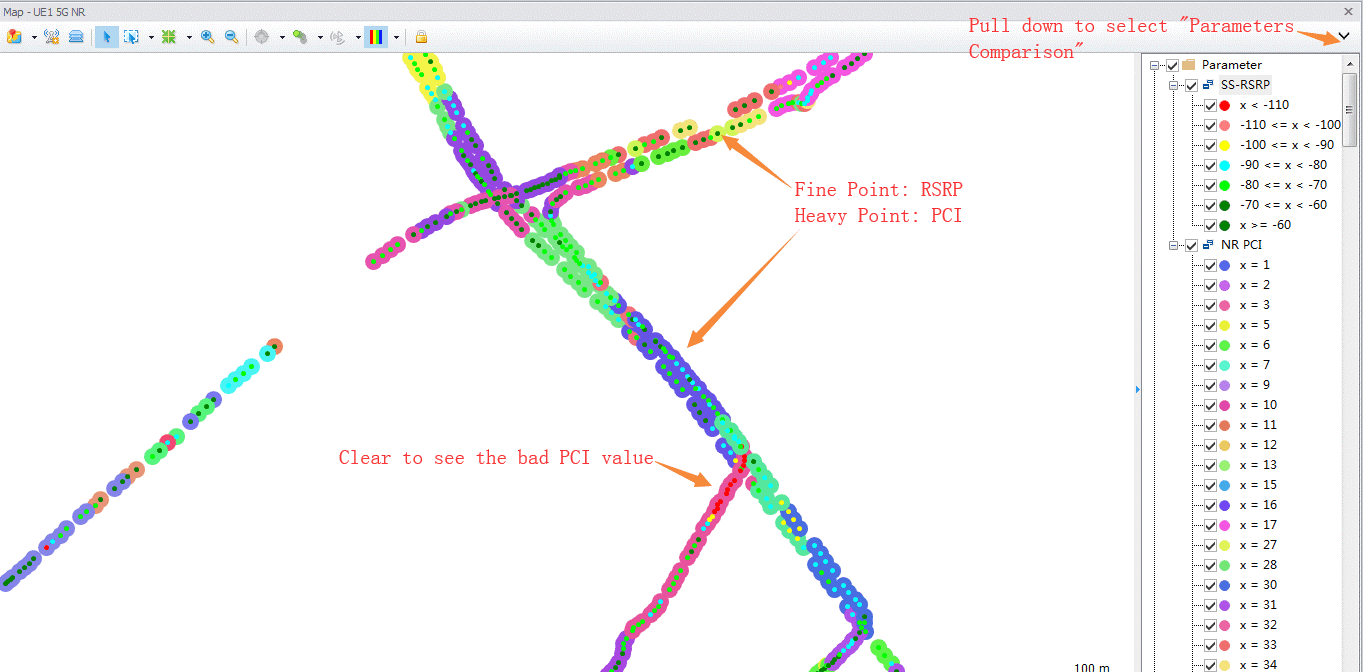 Map - UE1 5G NR
Pull down to select "Parameters
Comparison"
Fine Point: RSRP
Heavy Point: PCI
Clear to see the bad PCI value
100 m
Parameter
SS-RSRP
x < -110
-110 <= x < -100
-100 <= x < -90
-90 <= x < -80
-80 <= x < -70
-70 <= x < -60
x >= -60
NR PCI
x = 1
x = 2
x = 3
x = 5
x = 6
x = 7
x = 9
x = 10
x = 11
x = 12
x = 13
x = 15
x = 16
x = 17
x = 27
x = 28
x = 30
x = 31
x = 32
x = 33
x = 34